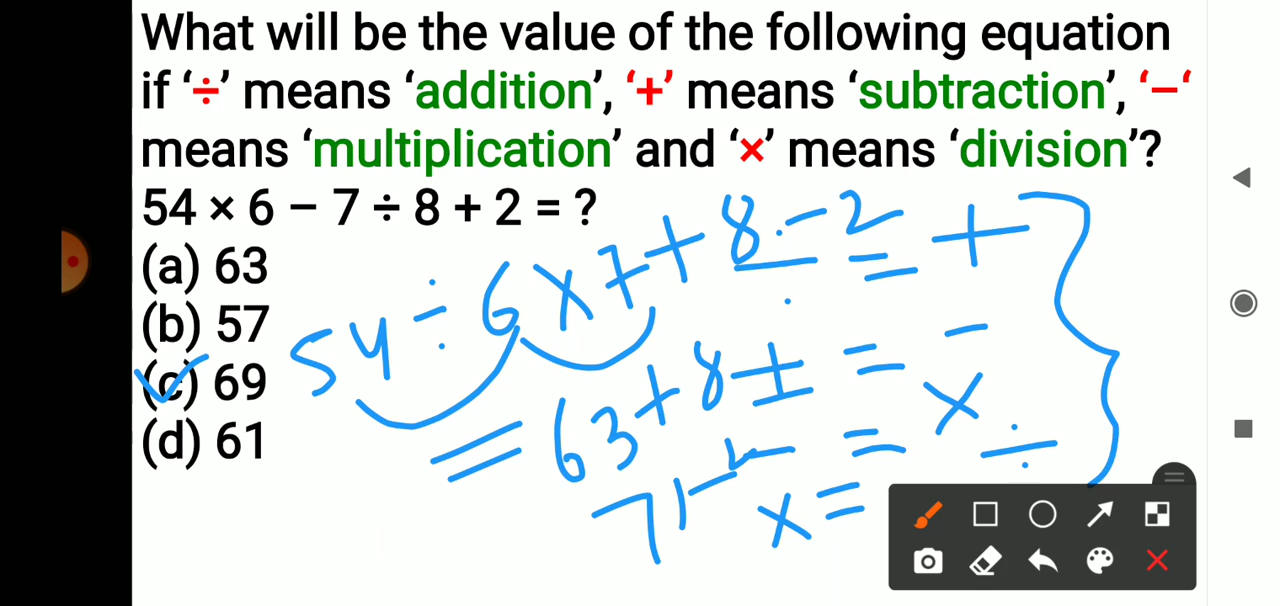 What will be the value of the following equation
if ‘÷’ means ‘addition’, ‘+’ means ‘subtraction’, ‘–‘
means ‘multiplication’ and ‘×’ means ‘division’?
54 × 6 – 7 ÷ 8 + 2 = ?
(a) 63
(b) 57
(c) 69
(d) 61
54 ÷ 6 × 7 + 8 - 2 = +
-
= 63 + 8 =
×
÷
71 - =
× =